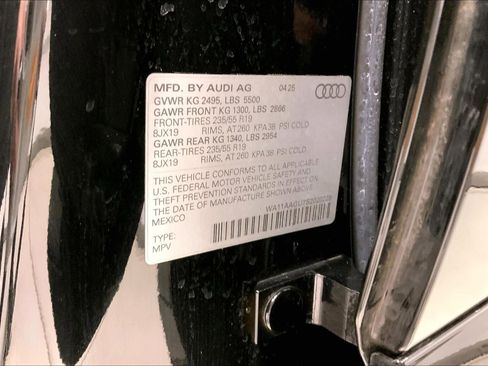 MFD. BY AUDI AG 04 25
GVWR KG 2495, LBS 5500
GAWR FRONT KG 1300, LBS 2866
FRONT-TIRES 235/55 R19
8JX19 RIMS, AT 260 KPA 38 PSI COLD
GAWR REAR KG 1340, LBS 2954
REAR-TIRES 235/55 R19
8JX19 RIMS, AT 260 KPA 38 PSI COLD
THIS VEHICLE CONFORMS TO ALL APPLICABLE
U.S. FEDERAL MOTOR VEHICLE SAFETY AND
THEFT PREVENTION STANDARDS IN EFFECT ON
THE DATE OF MANUFACTURE SHOWN ABOVE
MEXICO
TYPE:
MPV